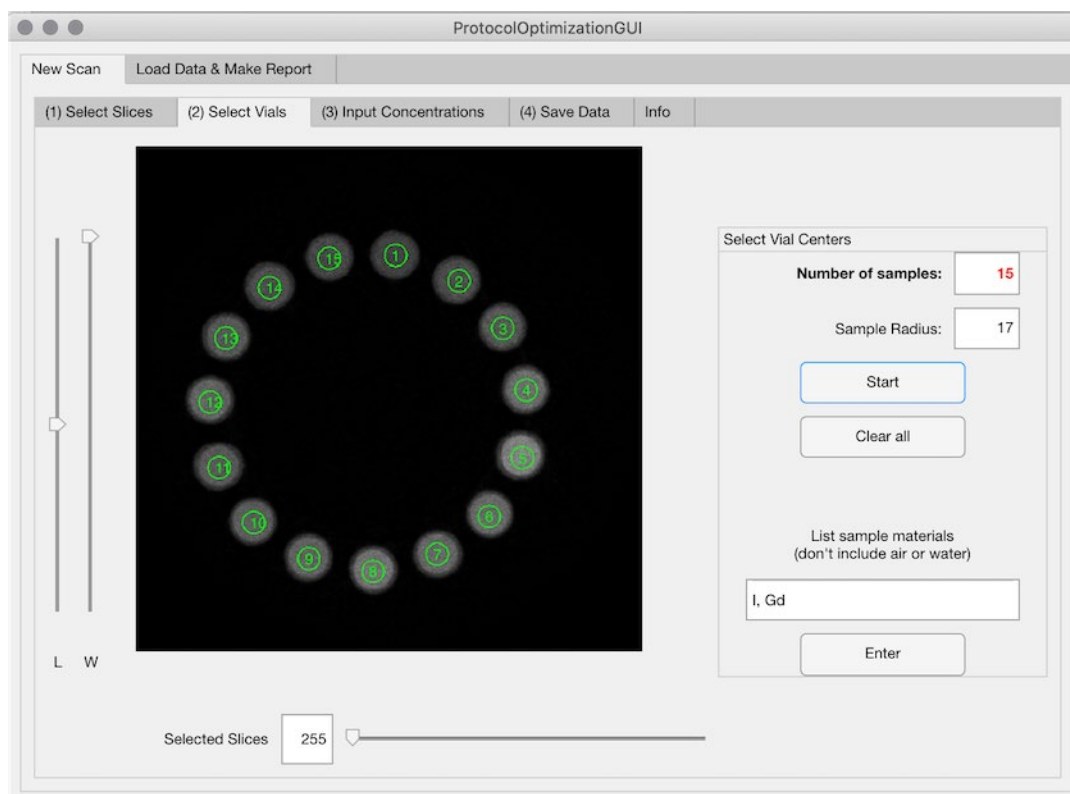 ProtocolOptimizationGUI
New Scan Load Data & Make Report
(1) Select Slices (2) Select Vials (3) Input Concentrations (4) Save Data Info
15 1
14 2
13 3
12 4
11 5
10 6
9 8 7
Select Vial Centers
Number of samples: 15
Sample Radius: 17
Start
Clear all
List sample materials
(don't include air or water)
I, Gd
Enter
L W
Selected Slices 255